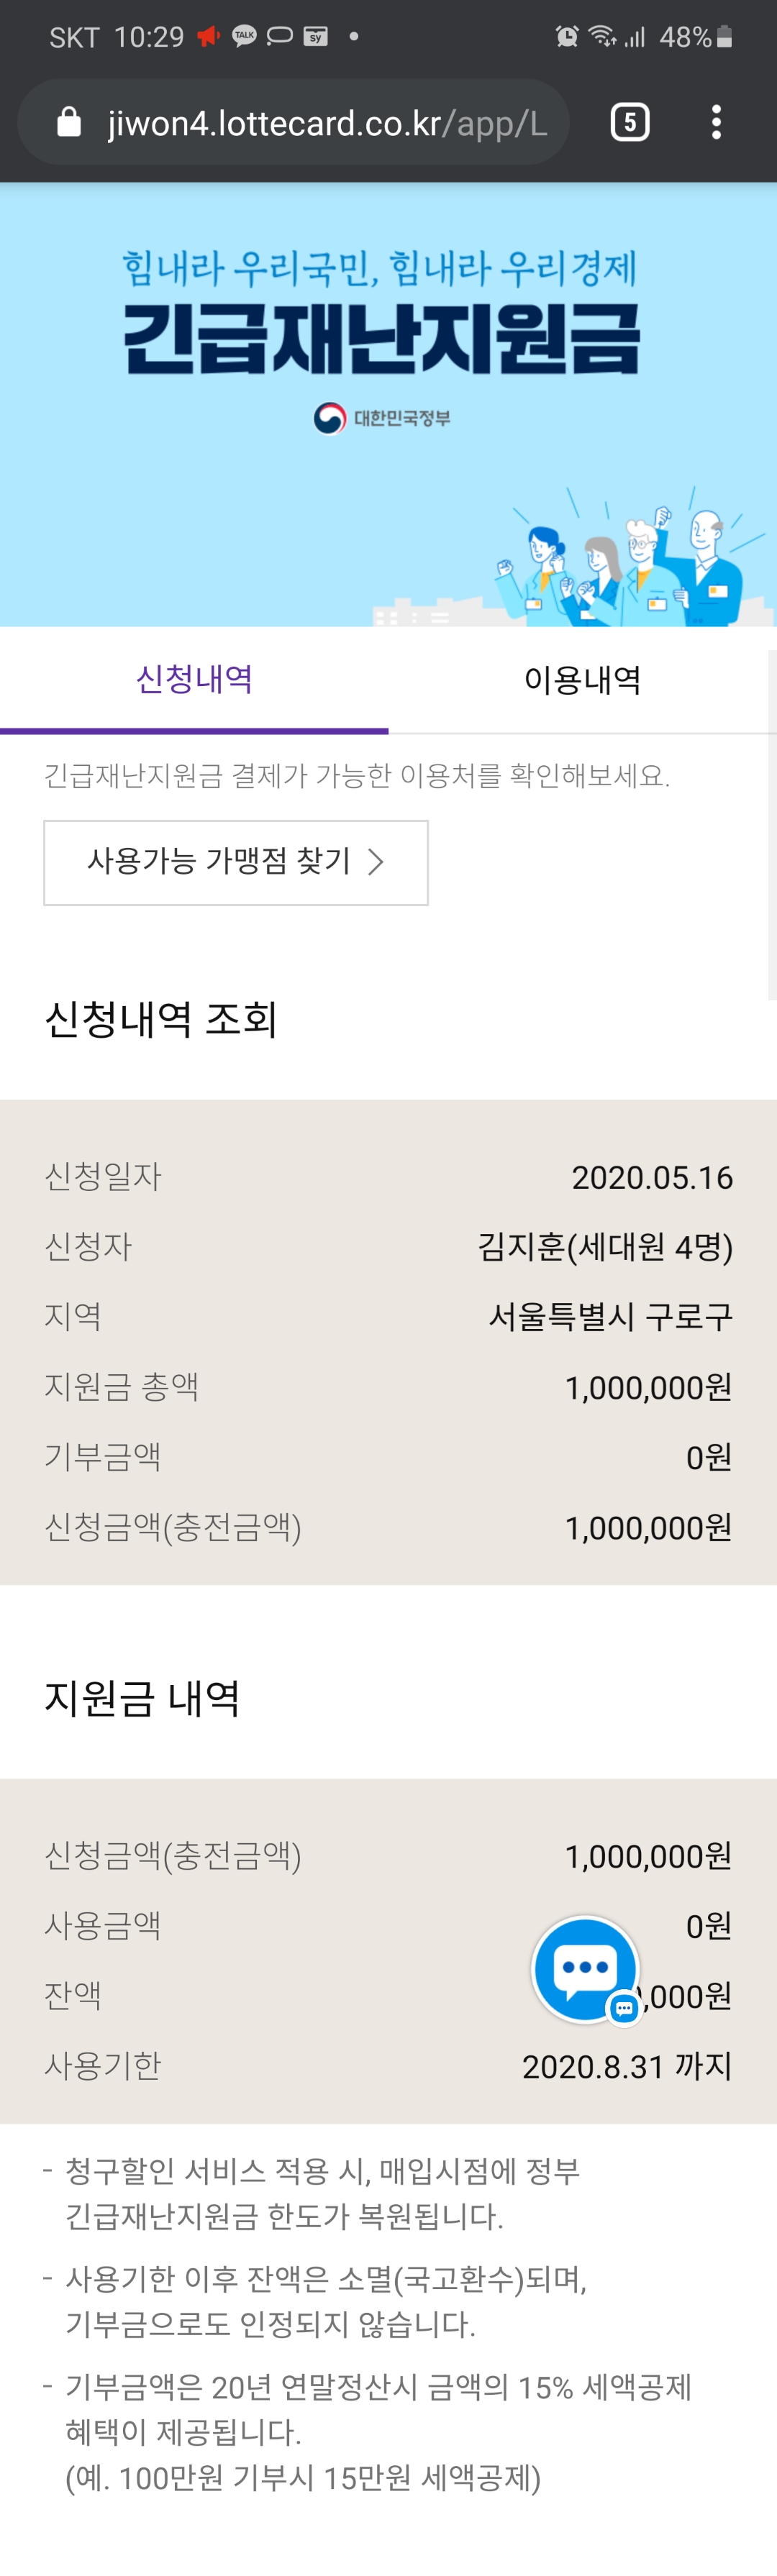 SKT 10:29 TALK sy 48%
jiwon4.lottecard.co.kr/app/L 5
힘내라 우리국민, 힘내라 우리경제
긴급재난지원금
대한민국정부
신청내역 이용내역
긴급재난지원금 결제가 가능한 이용처를 확인해보세요.
사용가능 가맹점 찾기
신청내역 조회
신청일자 2020.05.16
신청자 김지훈(세대원 4명)
지역 서울특별시 구로구
지원금 총액 1,000,000원
기부금액 0원
신청금액(충전금액) 1,000,000원
지원금 내역
신청금액(충전금액) 1,000,000원
사용금액 0원
잔액 ,000원
사용기한 2020.8.31 까지
- 청구할인 서비스 적용 시, 매입시점에 정부
긴급재난지원금 한도가 복원됩니다.
- 사용기한 이후 잔액은 소멸(국고환수)되며,
기부금으로도 인정되지 않습니다.
- 기부금액은 20년 연말정산시 금액의 15% 세액공제
혜택이 제공됩니다.
(예. 100만원 기부시 15만원 세액공제)